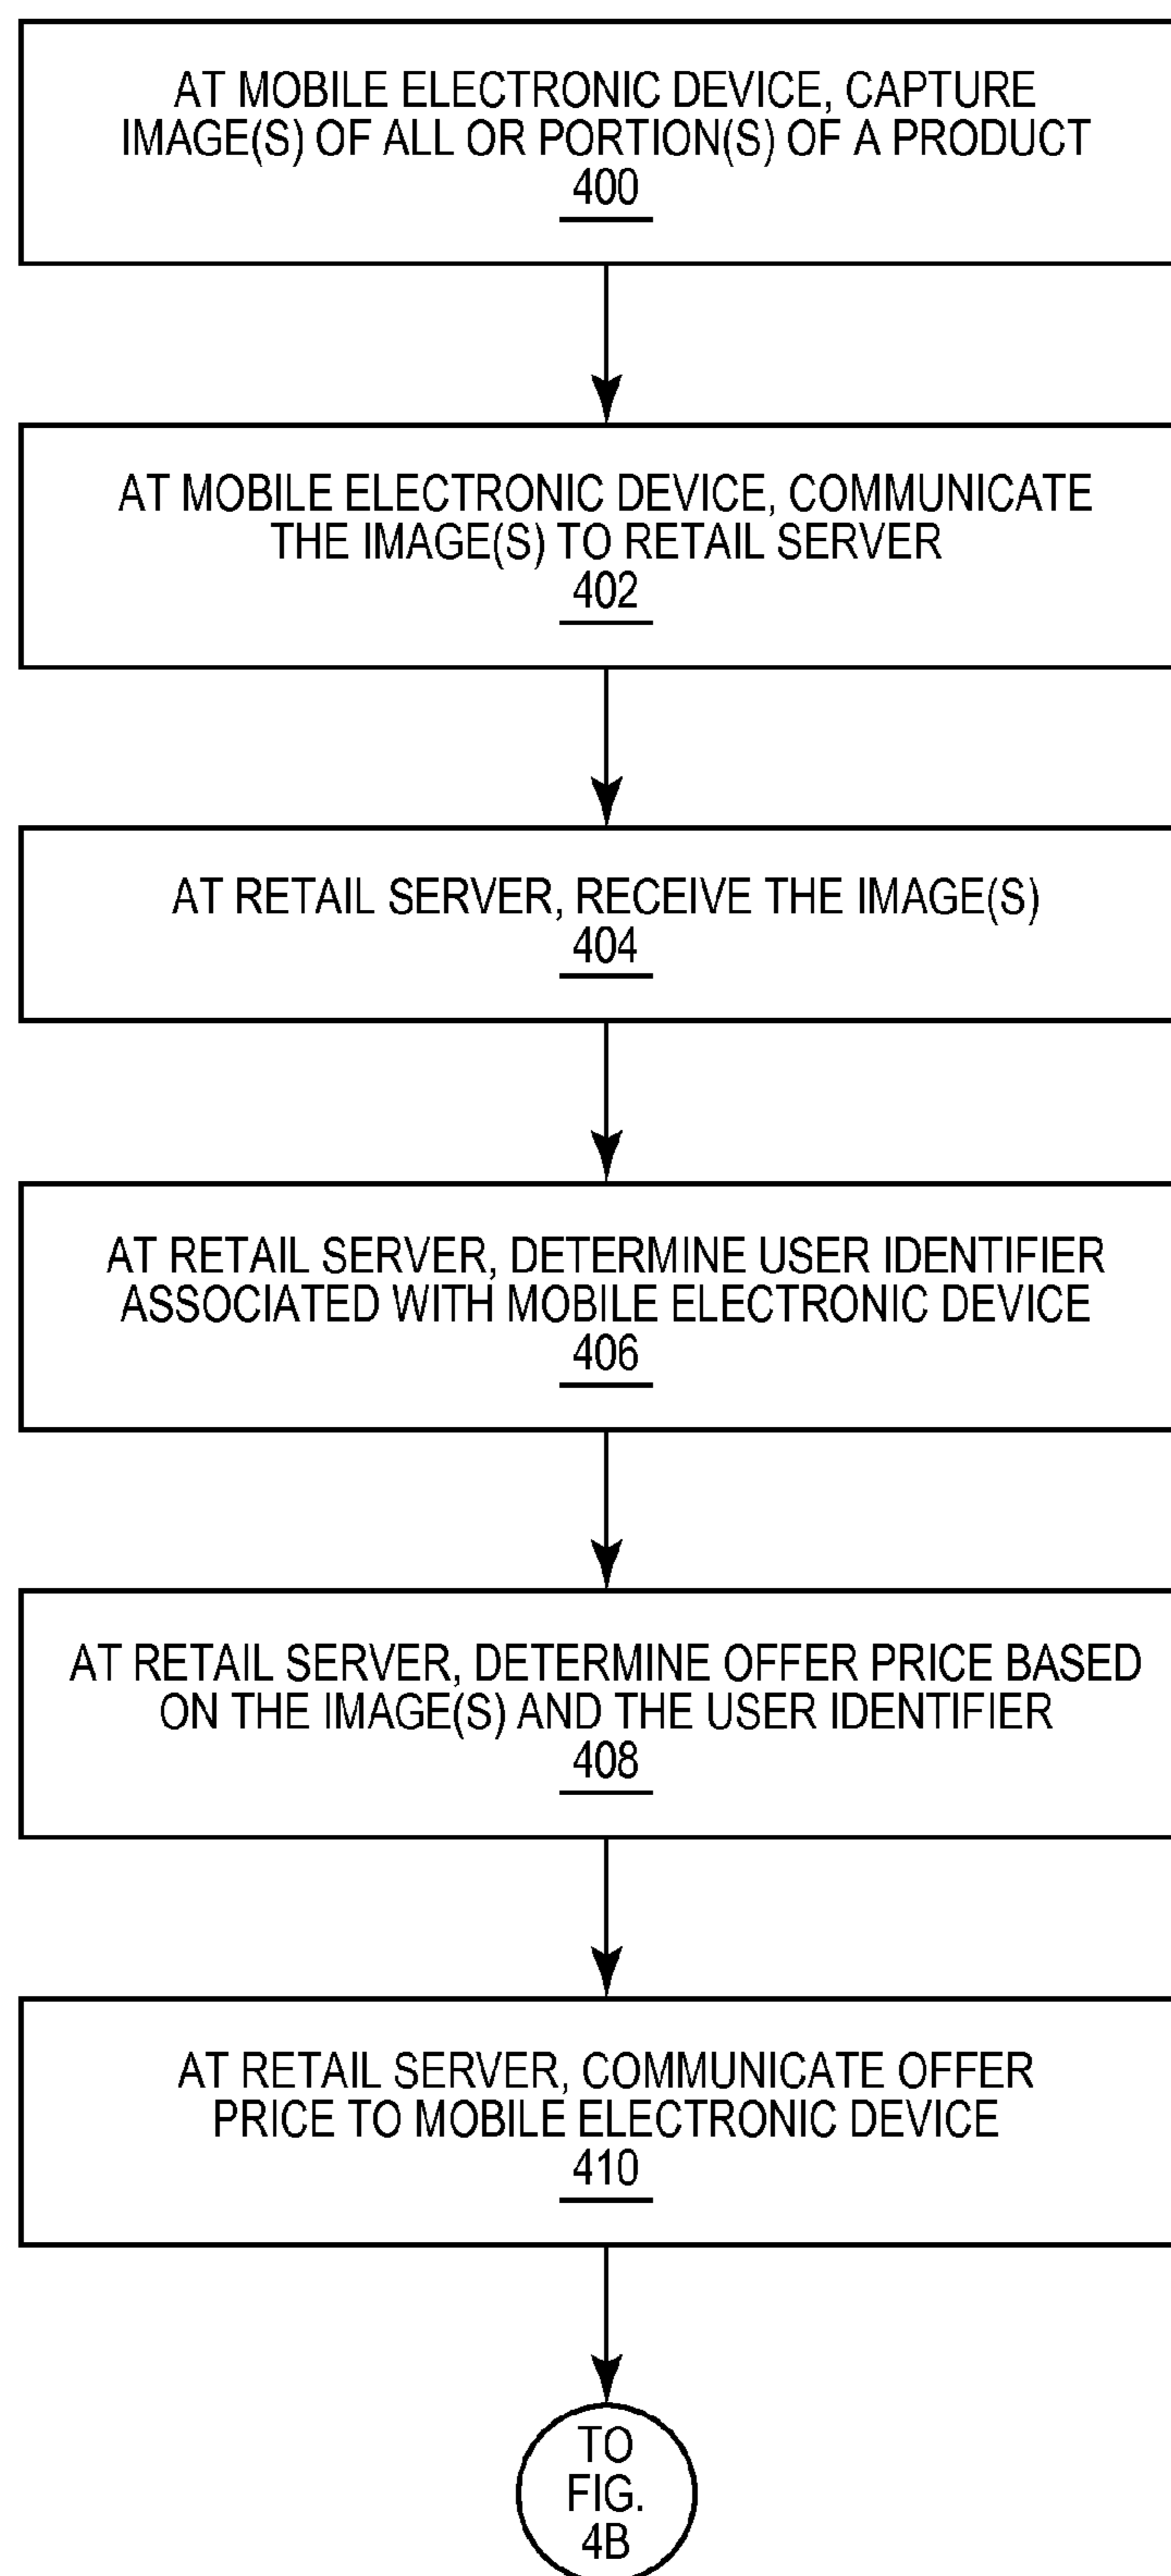 AT MOBILE ELECTRONIC DEVICE, CAPTURE
IMAGE(S) OF ALL OR PORTION(S) OF A PRODUCT
400
AT MOBILE ELECTRONIC DEVICE, COMMUNICATE
THE IMAGE(S) TO RETAIL SERVER
402
AT RETAIL SERVER, RECEIVE THE IMAGE(S)
404
AT RETAIL SERVER, DETERMINE USER IDENTIFIER
ASSOCIATED WITH MOBILE ELECTRONIC DEVICE
406
AT RETAIL SERVER, DETERMINE OFFER PRICE BASED
ON THE IMAGE(S) AND THE USER IDENTIFIER
408
AT RETAIL SERVER, COMMUNICATE OFFER
PRICE TO MOBILE ELECTRONIC DEVICE
410
TO
FIG.
4B